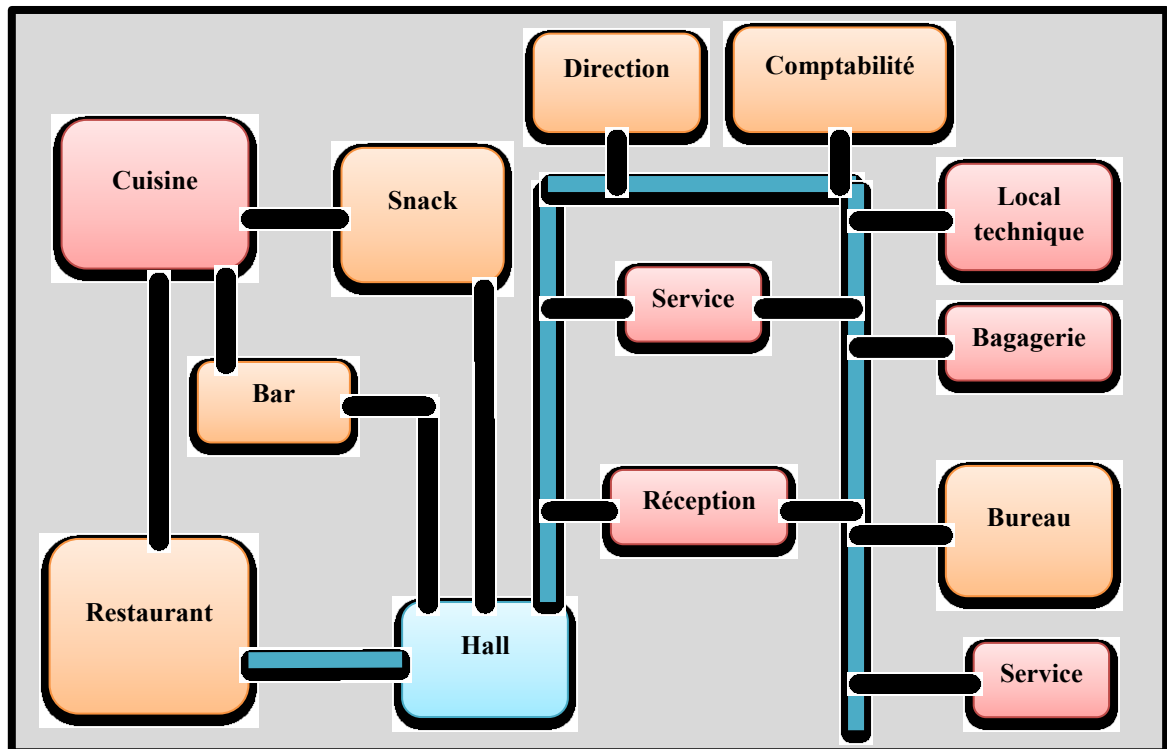 Direction
Comptabilité
Cuisine
Snack
Local
technique
Service
Bagagerie
Bar
Réception
Bureau
Restaurant
Hall
Service